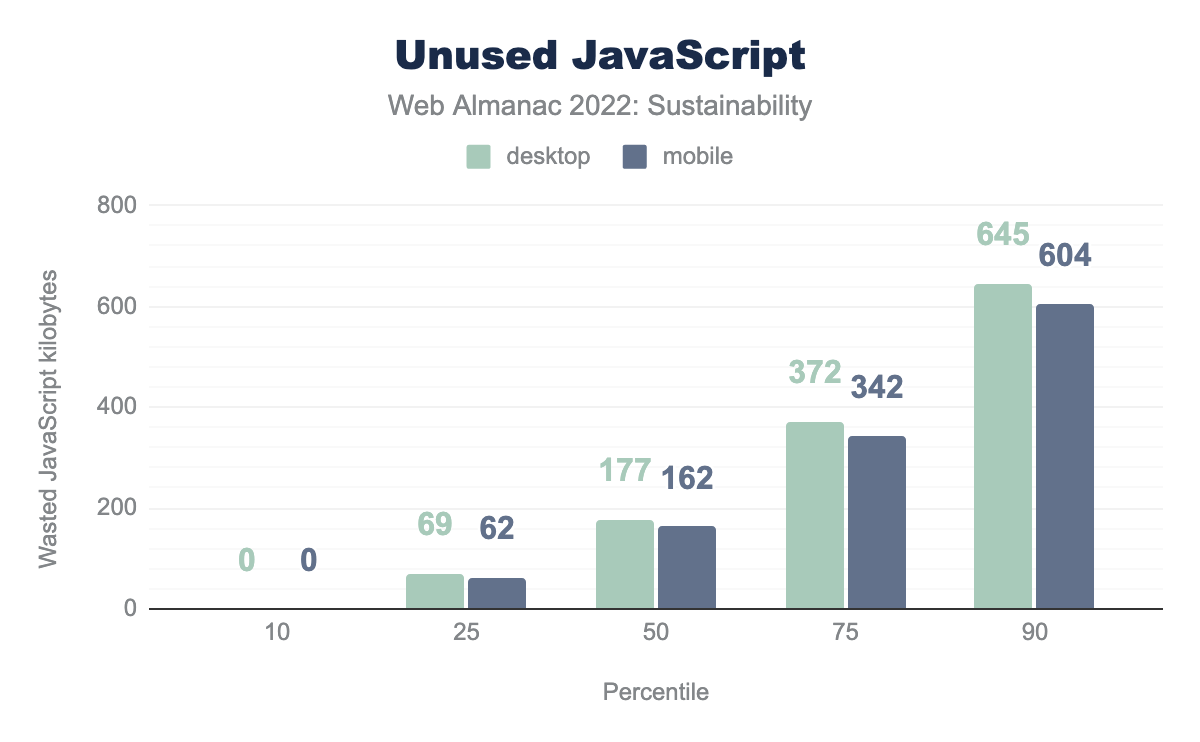 Unused JavaScript
Web Almanac 2022: Sustainability
desktop mobile
Wasted JavaScript kilobytes
800
600
400
200
0
0 0
69 62
177 162
372 342
645 604
10 25 50 75 90
Percentile